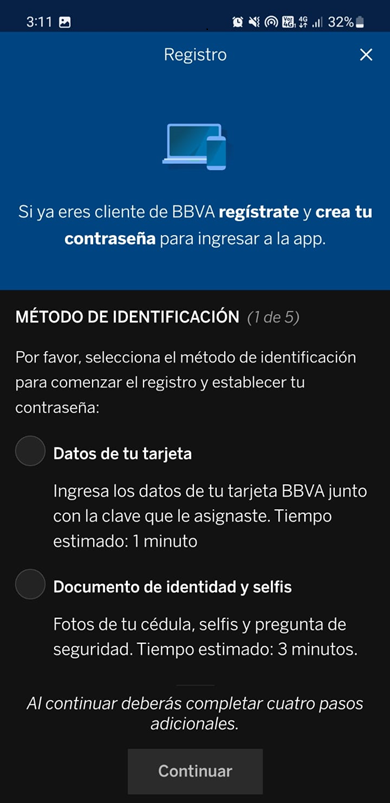 3:11 32%
Registro
Si ya eres cliente de BBVA regístrate y crea tu
contraseña para ingresar a la app.
MÉTODO DE IDENTIFICACIÓN (1 de 5)
Por favor, selecciona el método de identificación
para comenzar el registro y establecer tu
contraseña:
Datos de tu tarjeta
Ingresa los datos de tu tarjeta BBVA junto
con la clave que le asignaste. Tiempo
estimado: 1 minuto
Documento de identidad y selfis
Fotos de tu cédula, selfis y pregunta de
seguridad. Tiempo estimado: 3 minutos.
Al continuar deberás completar cuatro pasos
adicionales.
Continuar